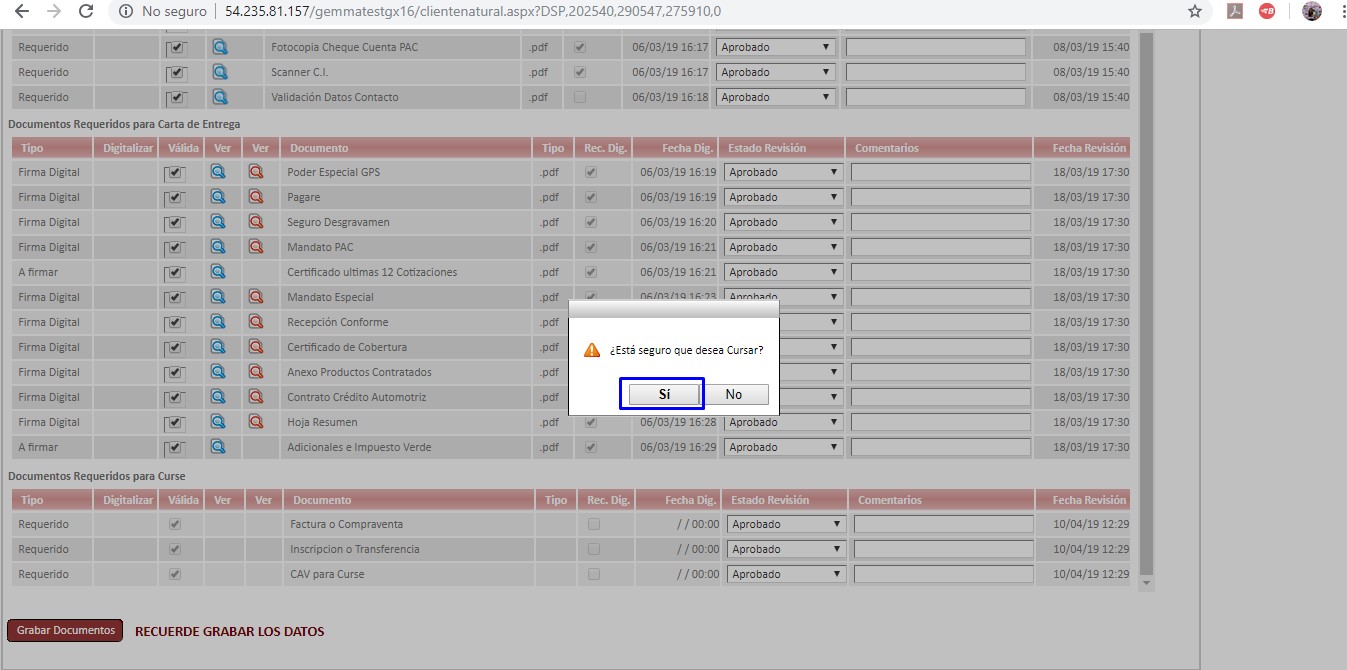 No seguro 54.235.81.157/gemmatestgx16/clientenatural.aspx?DSP,202540,290547,275910,0
Requerido Fotocopia Cheque Cuenta PAC .pdf 06/03/19 16:17 Aprobado 08/03/19 15:40
Requerido Scanner C.I. .pdf 06/03/19 16:17 Aprobado 08/03/19 15:40
Requerido Validación Datos Contacto .pdf 06/03/19 16:18 Aprobado 08/03/19 15:40
Documentos Requeridos para Carta de Entrega
Tipo Digitalizar Válida Ver Ver Documento Tipo Rec. Dig. Fecha Dig. Estado Revisión Comentarios Fecha Revisión
Firma Digital Poder Especial GPS .pdf 06/03/19 16:19 Aprobado 18/03/19 17:30
Firma Digital Pagare .pdf 06/03/19 16:19 Aprobado 18/03/19 17:30
Firma Digital Seguro Desgravamen .pdf 06/03/19 16:20 Aprobado 18/03/19 17:30
Firma Digital Mandato PAC .pdf 06/03/19 16:21 Aprobado 18/03/19 17:30
A firmar Certificado ultimas 12 Cotizaciones .pdf 06/03/19 16:21 Aprobado 18/03/19 17:30
Firma Digital Mandato Especial .pdf 06/03/19 16:23 Aprobado 18/03/19 17:30
Firma Digital Recepción Conforme .pdf 18/03/19 17:30
Firma Digital Certificado de Cobertura .pdf 18/03/19 17:30
¿Está seguro que desea Cursar?
Firma Digital Anexo Productos Contratados .pdf 18/03/19 17:30
Firma Digital Contrato Crédito Automotriz .pdf 18/03/19 17:30
Sí No
Firma Digital Hoja Resumen .pdf 06/03/19 16:28 Aprobado 18/03/19 17:30
A firmar Adicionales e Impuesto Verde .pdf 06/03/19 16:29 Aprobado 18/03/19 17:30
Documentos Requeridos para Curse
Tipo Digitalizar Válida Ver Ver Documento Tipo Rec. Dig. Fecha Dig. Estado Revisión Comentarios Fecha Revisión
Requerido Factura o Compraventa / / 00:00 Aprobado 10/04/19 12:29
Requerido Inscripcion o Transferencia / / 00:00 Aprobado 10/04/19 12:29
Requerido CAV para Curse / / 00:00 Aprobado 10/04/19 12:29
Grabar Documentos RECUERDE GRABAR LOS DATOS